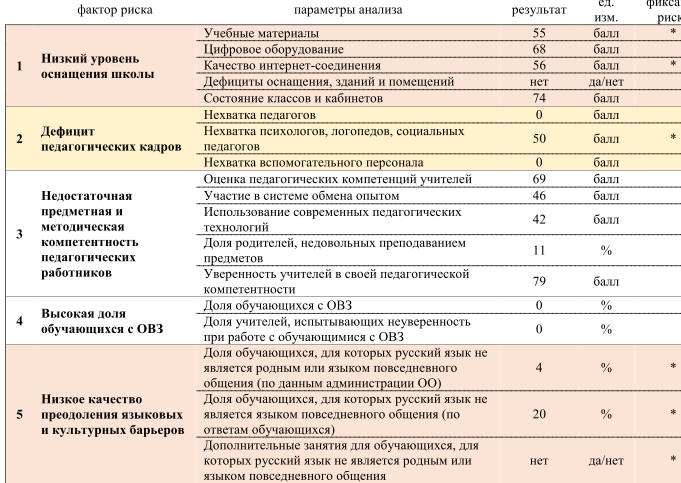 фактор риска параметры анализа результат ед. изм. риск
Учебные материалы 55 балл *
Цифровое оборудование 68 балл
1 Низкий уровень оснащения школы Качество интернет-соединения 56 балл *
Дефициты оснащения, зданий и помещений нет да/нет
Состояние классов и кабинетов 74 балл
Нехватка педагогов 0 балл
2 Дефицит педагогических кадров Нехватка психологов, логопедов, социальных
педагогов 50 балл *
Нехватка вспомогательного персонала 0 балл
Оценка педагогических компетенций учителей 69 балл
Участие в системе обмена опытом 46 балл
3 Недостаточная предметная и методическая компетентность педагогических работников Использование современных педагогических
технологий 42 балл
Доля родителей, недовольных преподаванием
предметов 11 %
Уверенность учителей в своей педагогической
компетентности 79 балл
4 Высокая доля обучающихся с ОВЗ Доля обучающихся с ОВЗ 0 %
Доля учителей, испытывающих неуверенность
при работе с обучающимися с ОВЗ 0 %
5 Низкое качество преодоления языковых и культурных барьеров Доля обучающихся, для которых русский язык не
является родным или языком повседневного
общения (по данным администрации ОО) 4 % *
Доля обучающихся, для которых русский язык не
является языком повседневного общения (по
ответам обучающихся) 20 % *
Дополнительные занятия для обучающихся, для
которых русский язык не является родным или
языком повседневного общения нет да/нет *